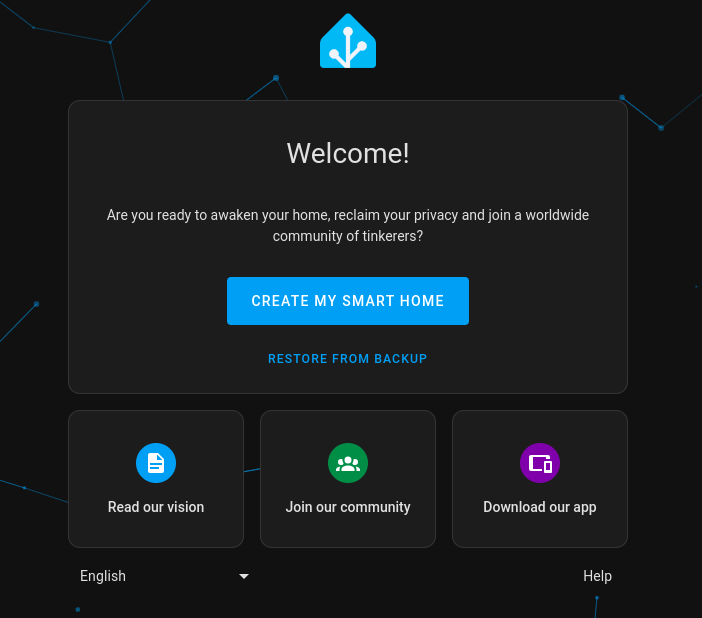 Welcome!
Are you ready to awaken your home, reclaim your privacy and join a worldwide
community of tinkerers?
CREATE MY SMART HOME
RESTORE FROM BACKUP
Read our vision
Join our community
Download our app
English
Help